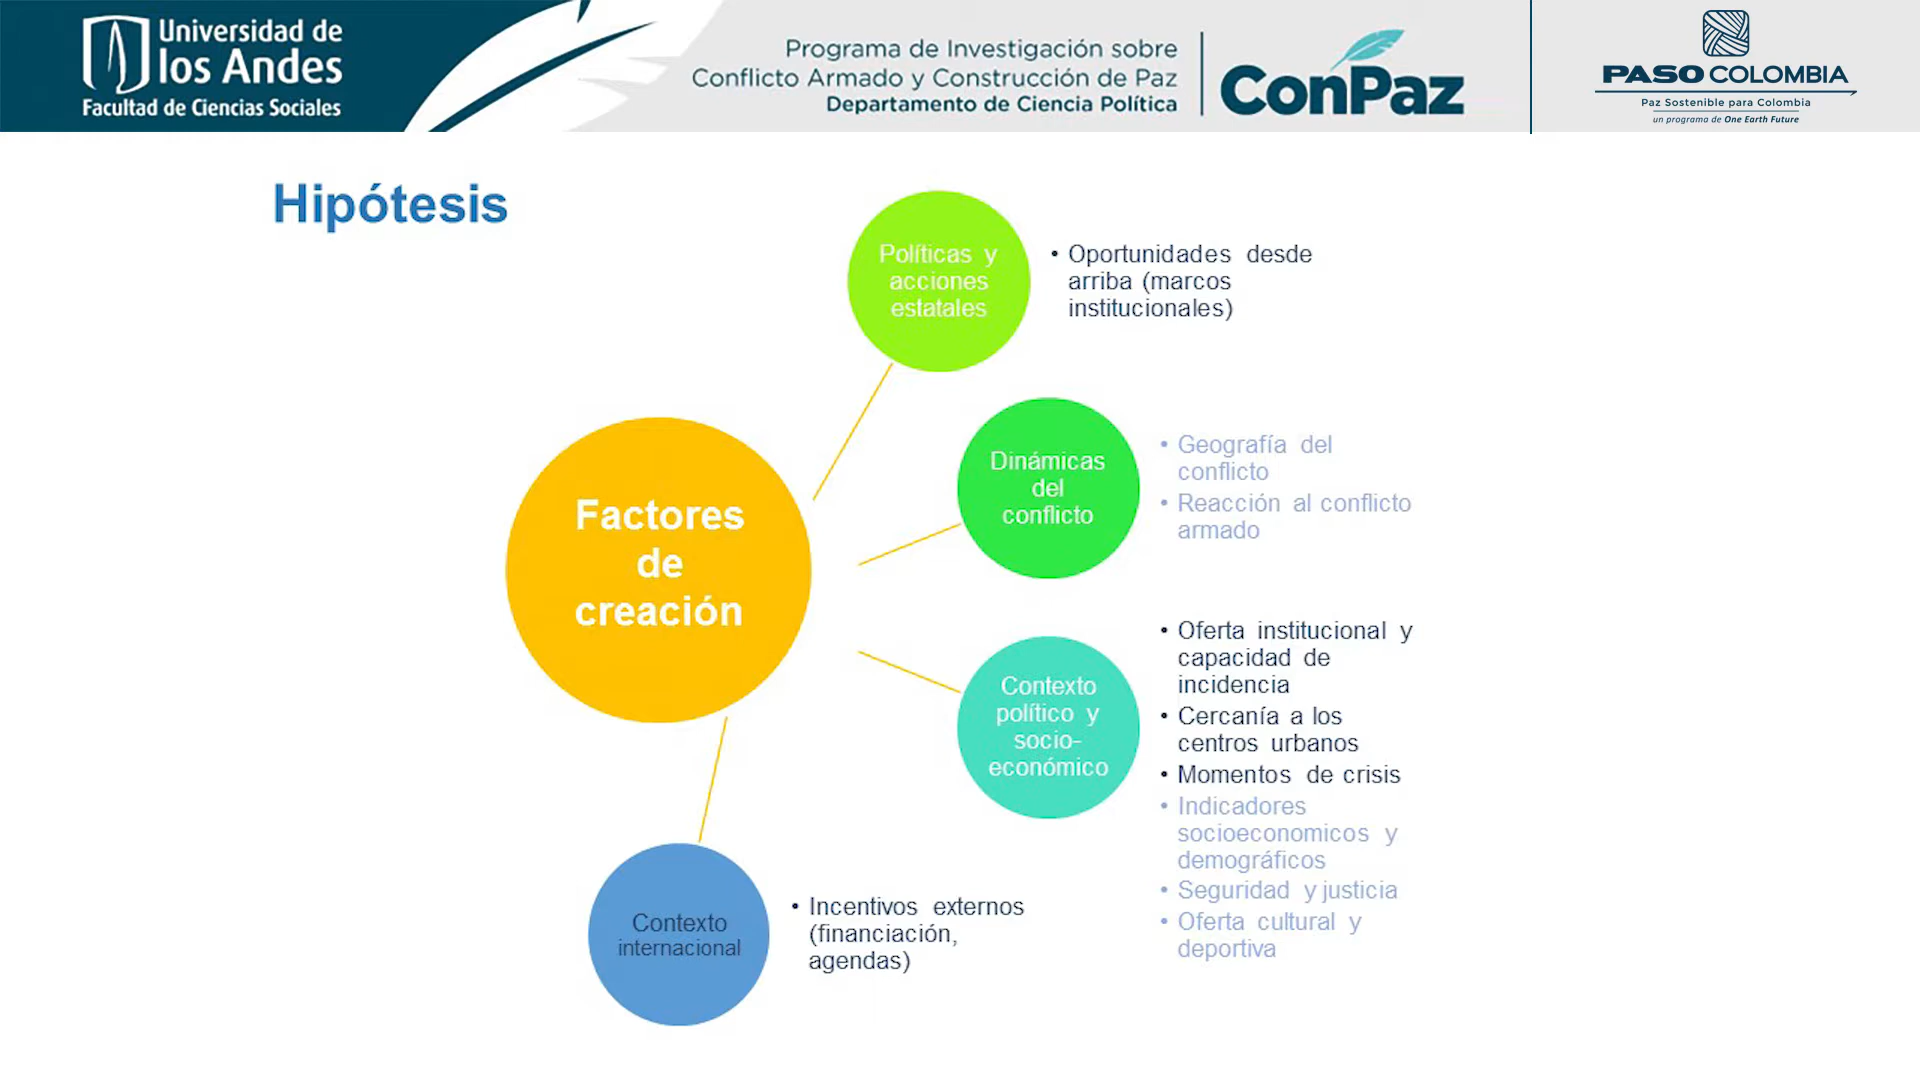 Universidad de
los Andes
Facultad de Ciencias Sociales
Programa de Investigación sobre
Conflicto Armado y Construcción de Paz
Departamento de Ciencia Política
ConPaz
PASO COLOMBIA
Paz Sostenible para Colombia
un programa de One Earth Future
Hipótesis
Políticas y
acciones
estatales
• Oportunidades desde
arriba (marcos
institucionales)
Dinámicas
del
conflicto
• Geografía del
conflicto
• Reacción al conflicto
armado
Factores
de
creación
Contexto
político y
socio-
económico
• Oferta institucional y
capacidad de
incidencia
• Cercanía a los
centros urbanos
• Momentos de crisis
• Indicadores
socioeconomicos y
demográficos
• Seguridad y justicia
• Oferta cultural y
deportiva
Contexto
internacional
• Incentivos externos
(financiación,
agendas)